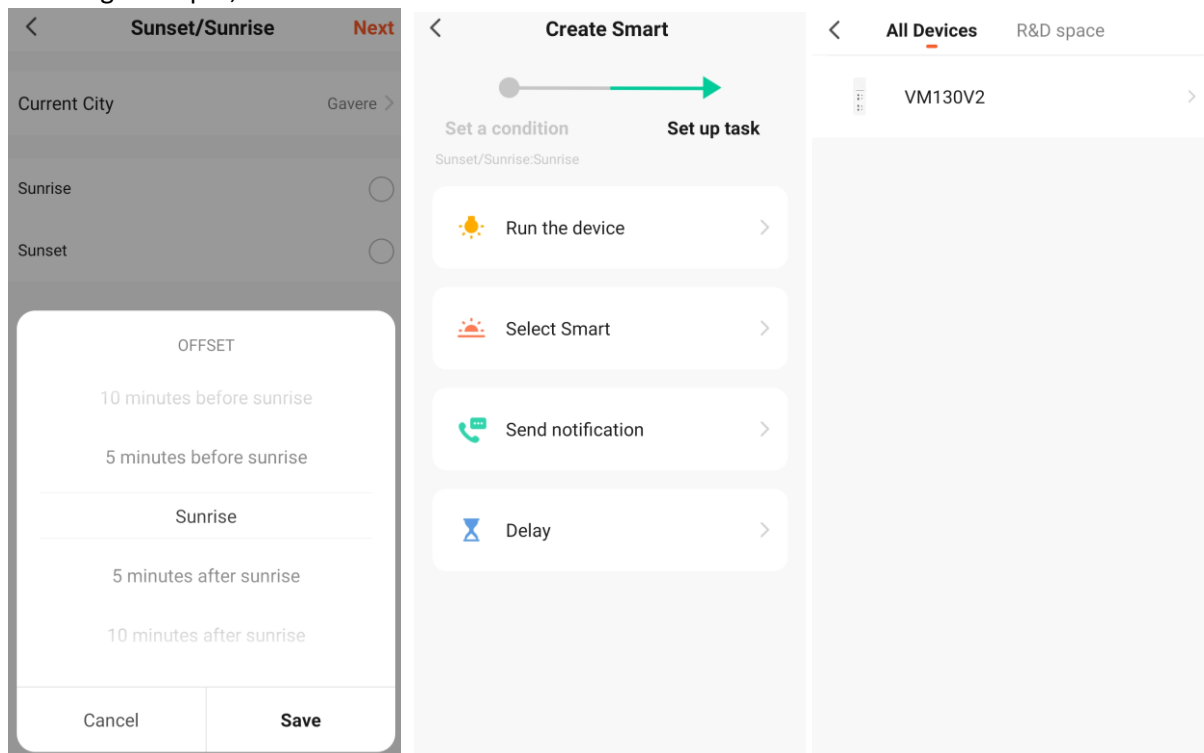 Sunset/Sunrise Next
Current City Gavere
Sunrise
Sunset
OFFSET
10 minutes before sunrise
5 minutes before sunrise
Sunrise
5 minutes after sunrise
10 minutes after sunrise
Cancel Save
Create Smart
Set a condition Set up task
Sunset/Sunrise:Sunrise
Run the device
Select Smart
Send notification
Delay
All Devices R&D space
VM130V2